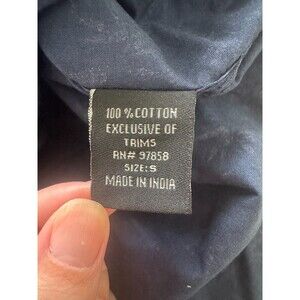 100% COTTON
EXCLUSIVE OF
TRIMS
RN# 97858
SIZE:S
MADE IN INDIA